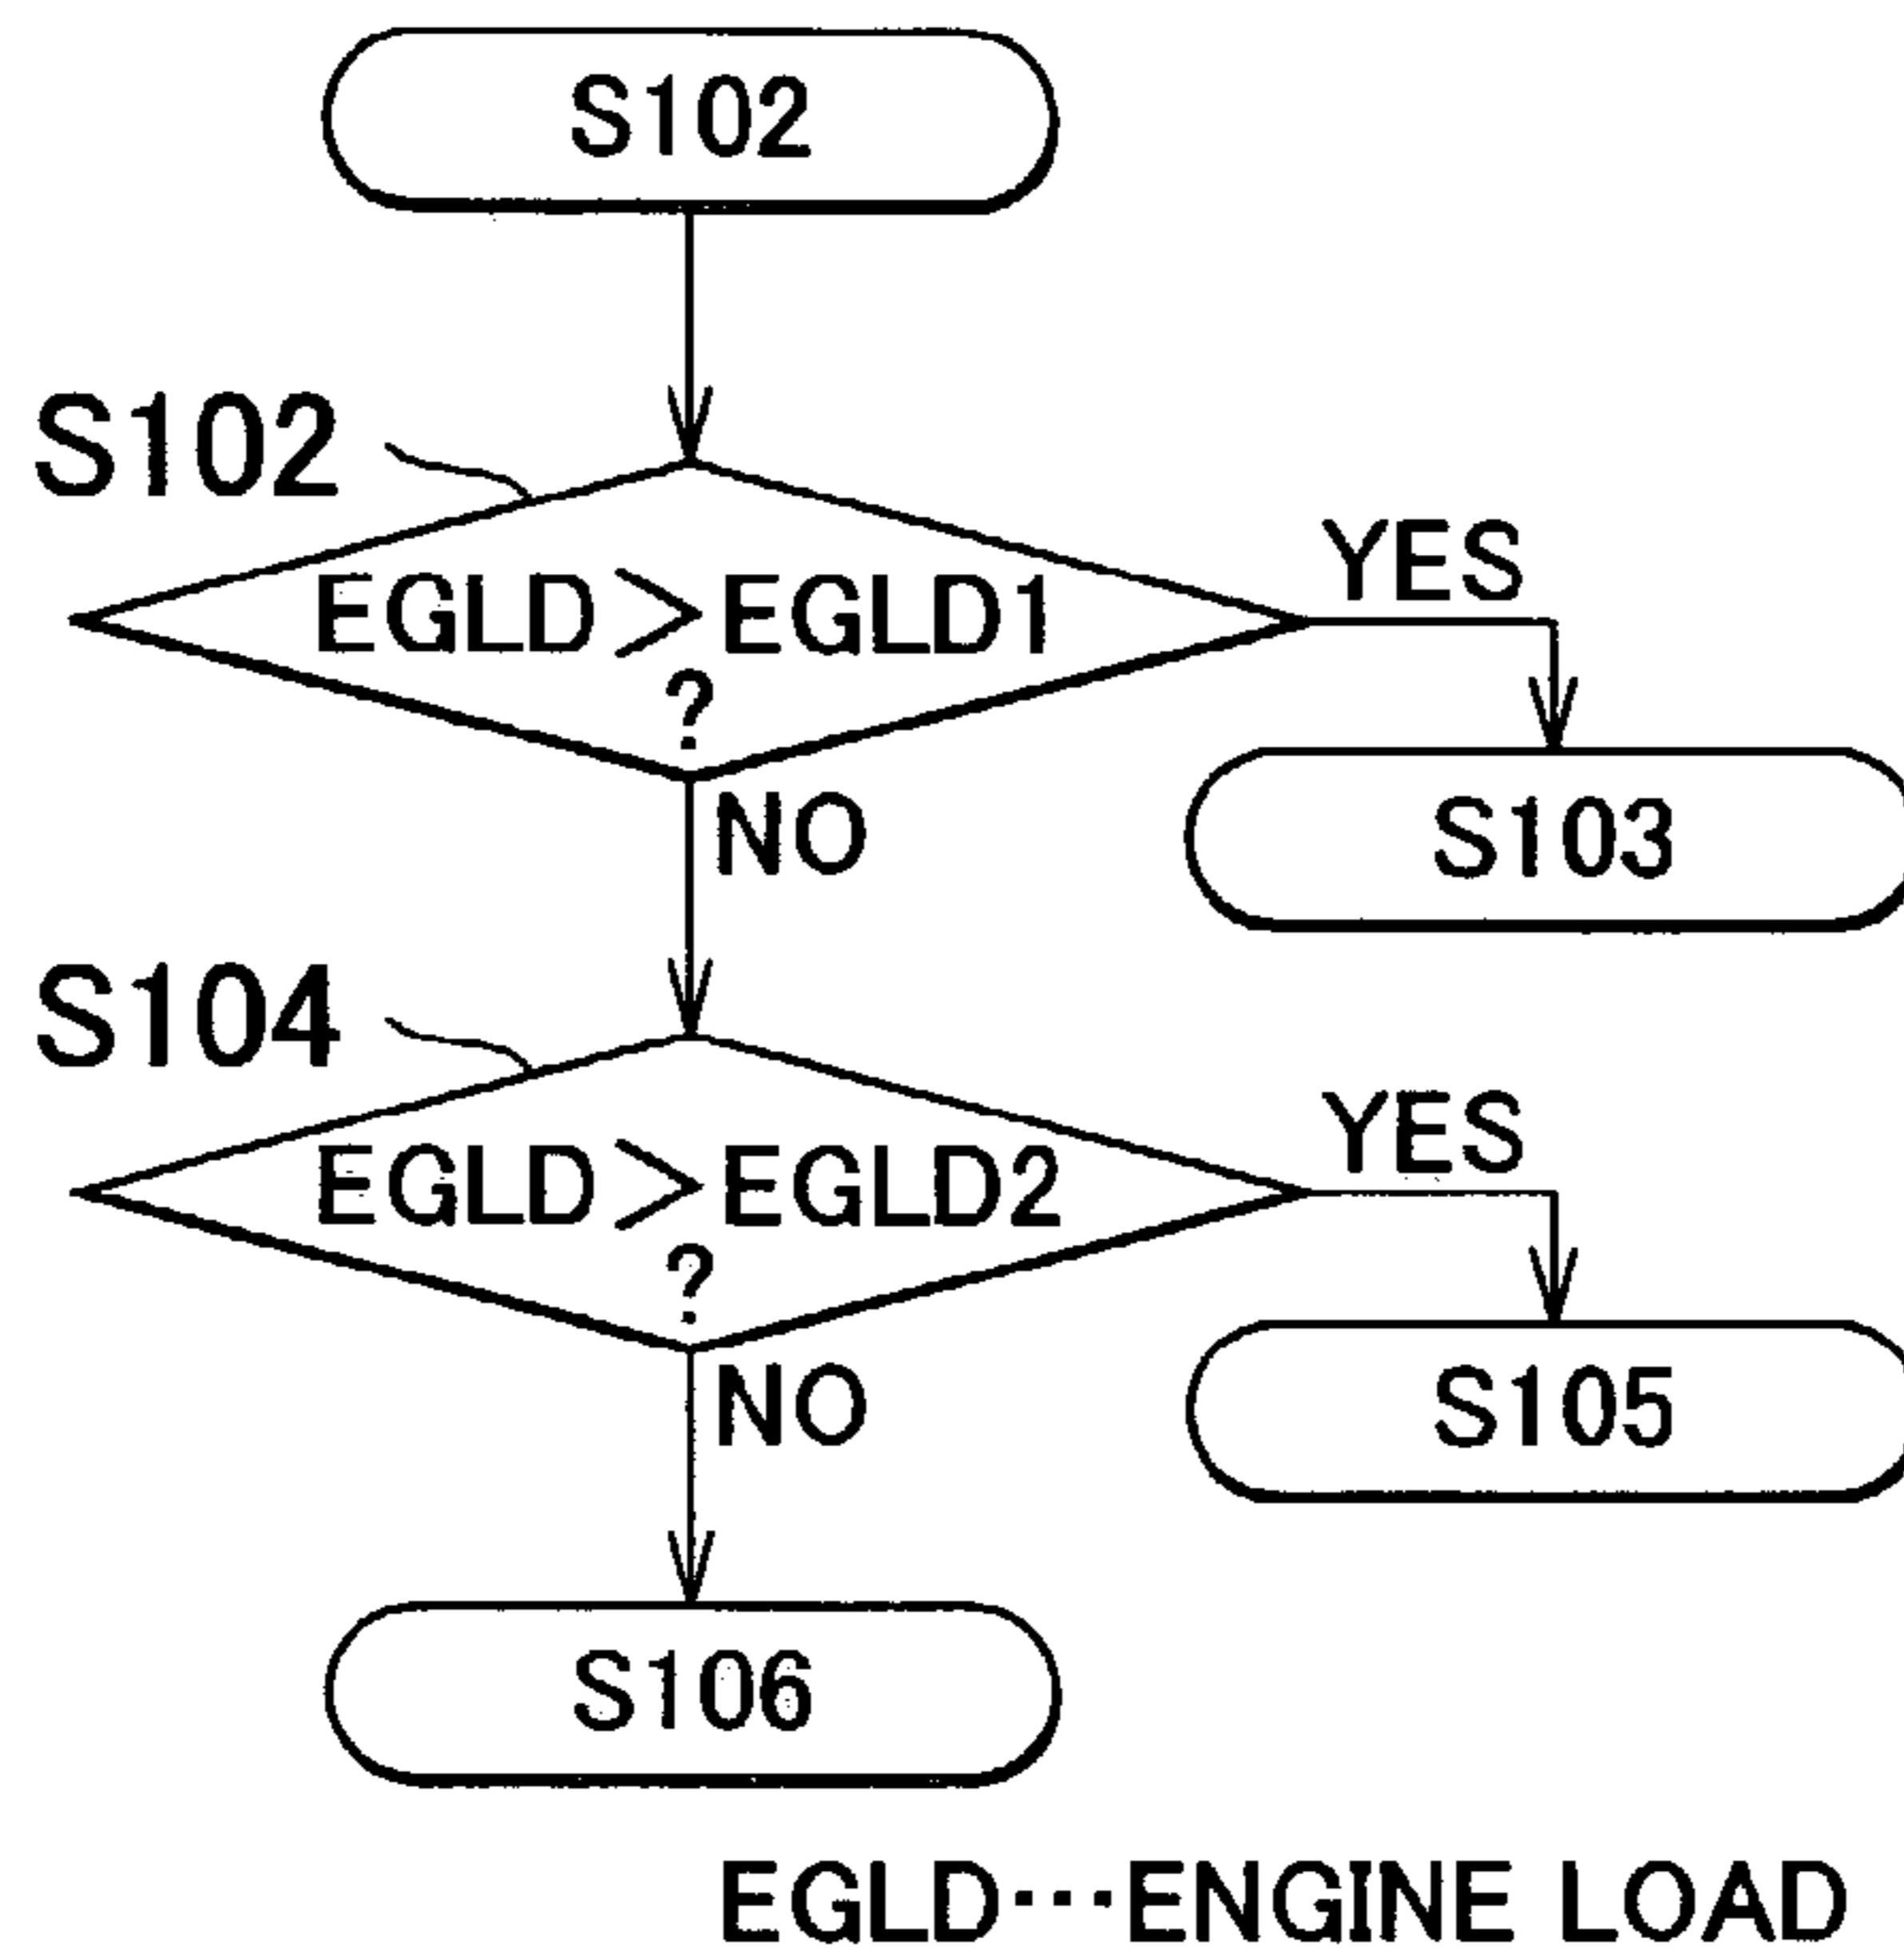 S102
S102
EGLD>EGLD1
?
YES
S103
NO
S104
EGLD>EGLD2
?
YES
S105
NO
S106
EGLD···ENGINE LOAD